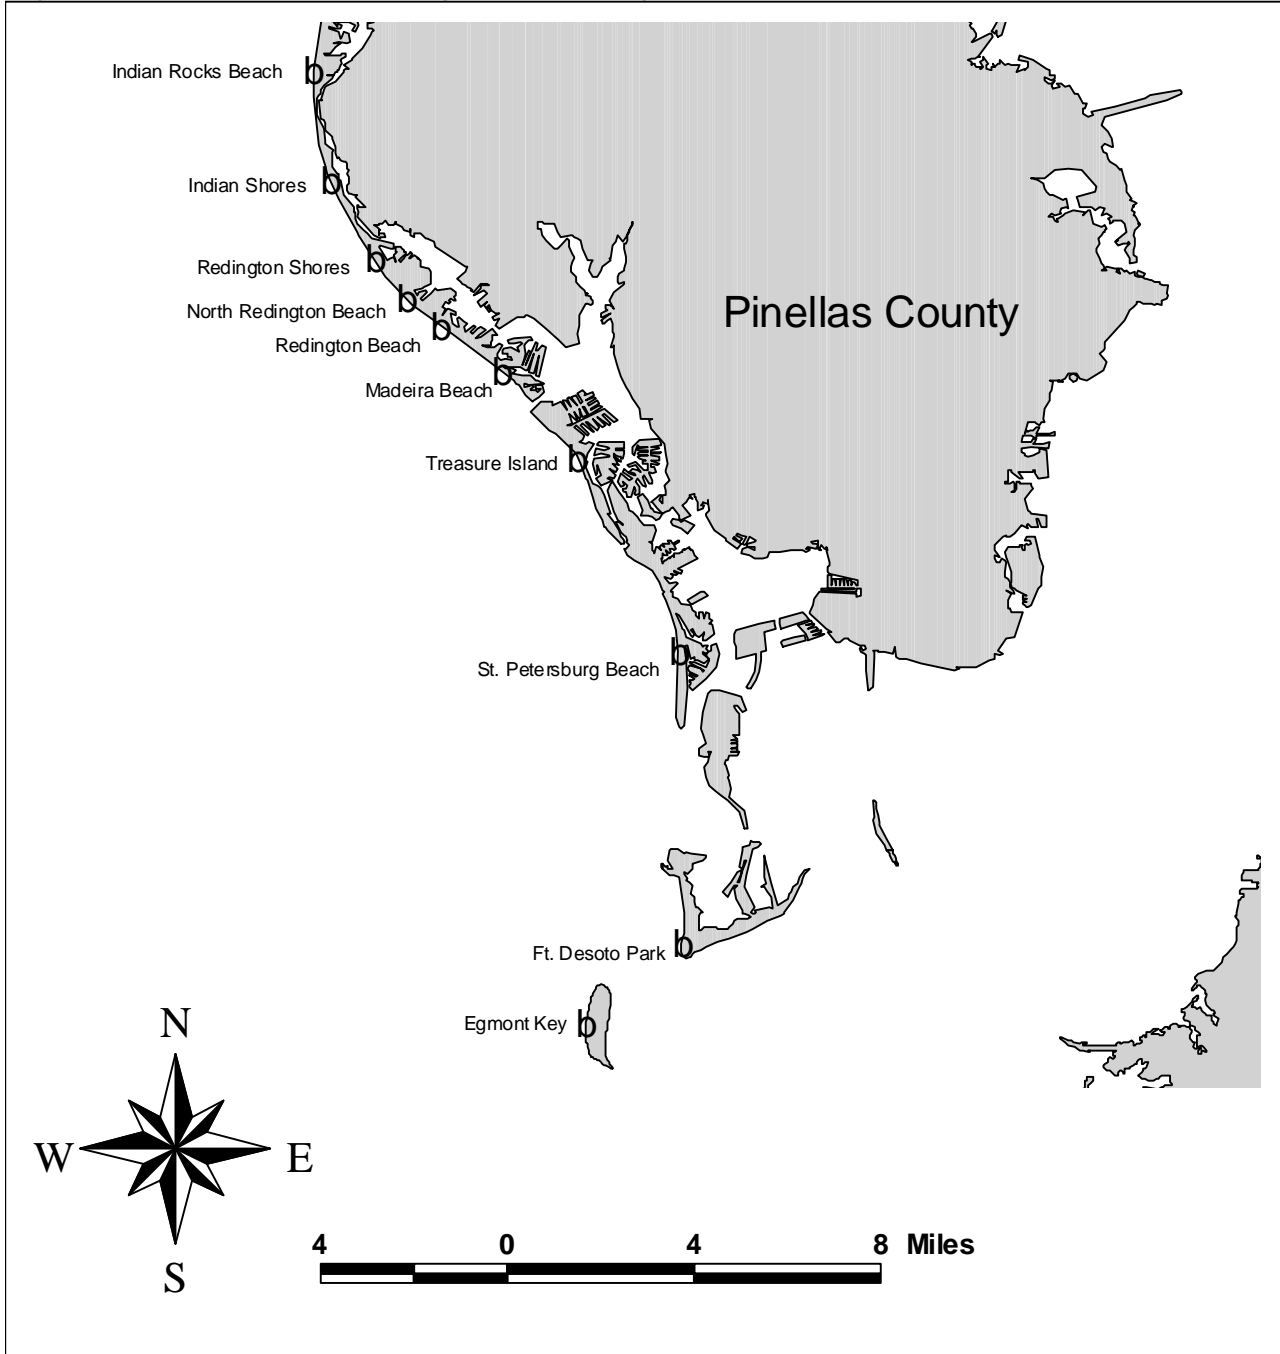 Indian Rocks Beach b
Indian Shores b
Redington Shores b
North Redington Beach b
Pinellas County
Redington Beach b
Madeira Beach b
Treasure Island b
St. Petersburg Beach b
Ft. Desoto Park b
Egmont Key b
N
W E
S
4 0 4 8 Miles